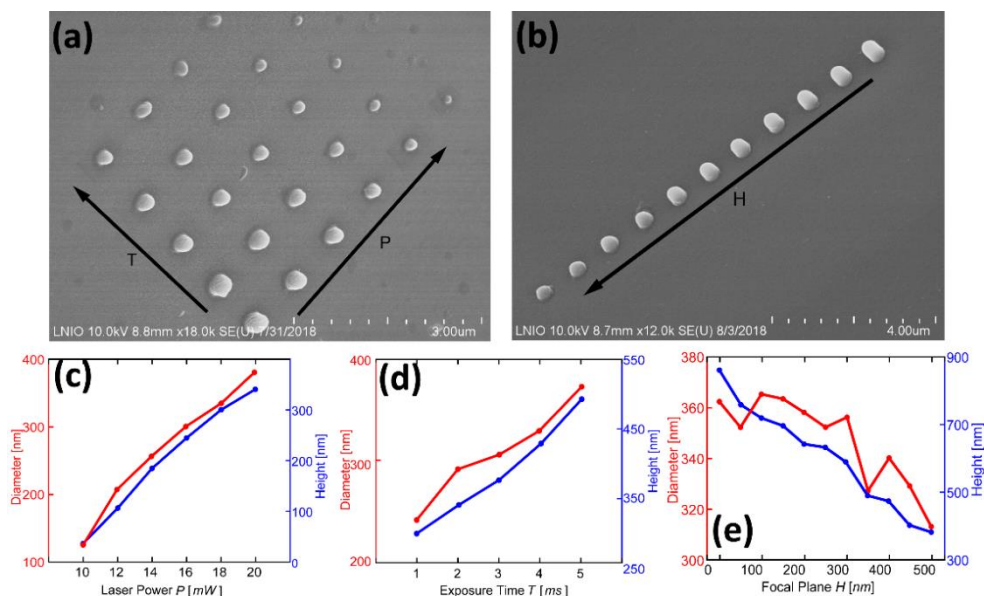 (a)
T
P
LNIO 10.0kV 8.8mm x18.0k SE(U) 7/31/2018
3.00um
(b)
H
LNIO 10.0kV 8.7mm x12.0k SE(U) 8/3/2018
4.00um
(c)
400
300
200
100
Diameter [nm]
300
200
100
0
Height [nm]
10 12 14 16 18 20
Laser Power P [mW]
(d)
400
300
200
Diameter [nm]
550
450
350
250
Height [nm]
1 2 3 4 5
Exposure Time T [ms]
(e)
380
360
340
320
300
Diameter [nm]
900
700
500
300
Height [nm]
0 100 200 300 400 500
Focal Plane H [nm]